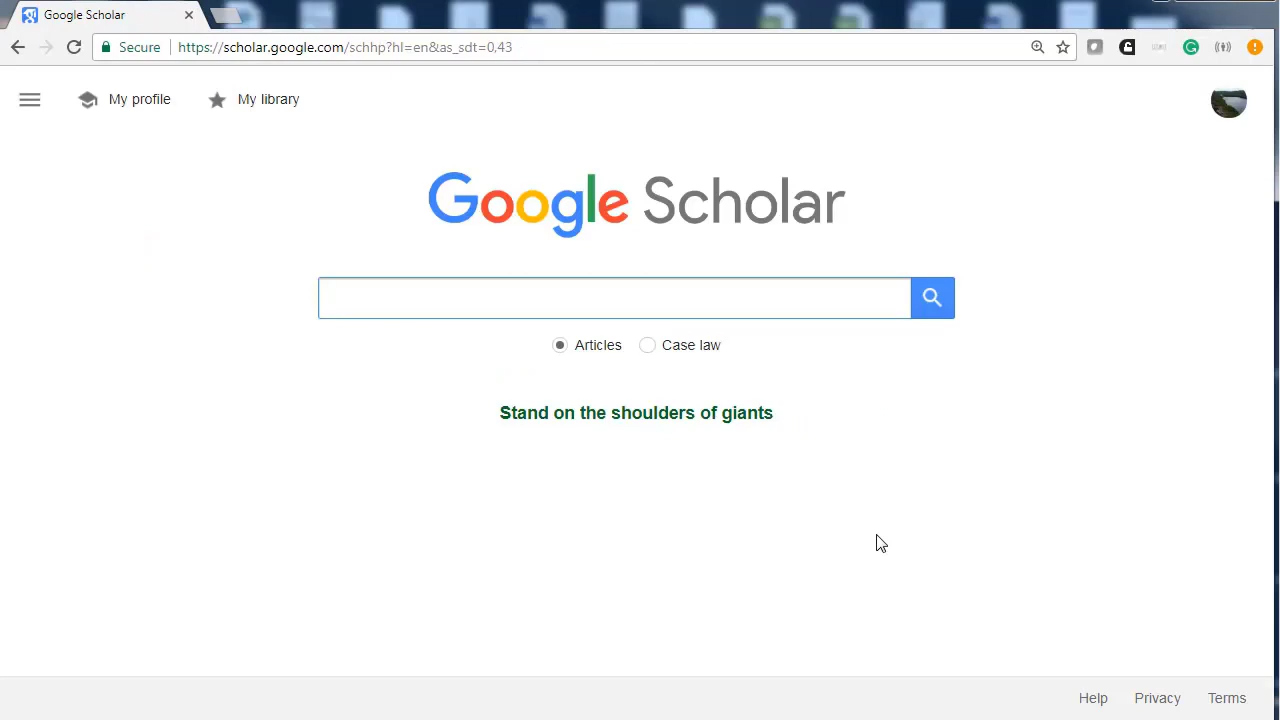 Google Scholar
Secure https://scholar.google.com/schhp?hl=en&as_sdt=0,43
My profile My library
Google Scholar
Articles Case law
Stand on the shoulders of giants
Help Privacy Terms